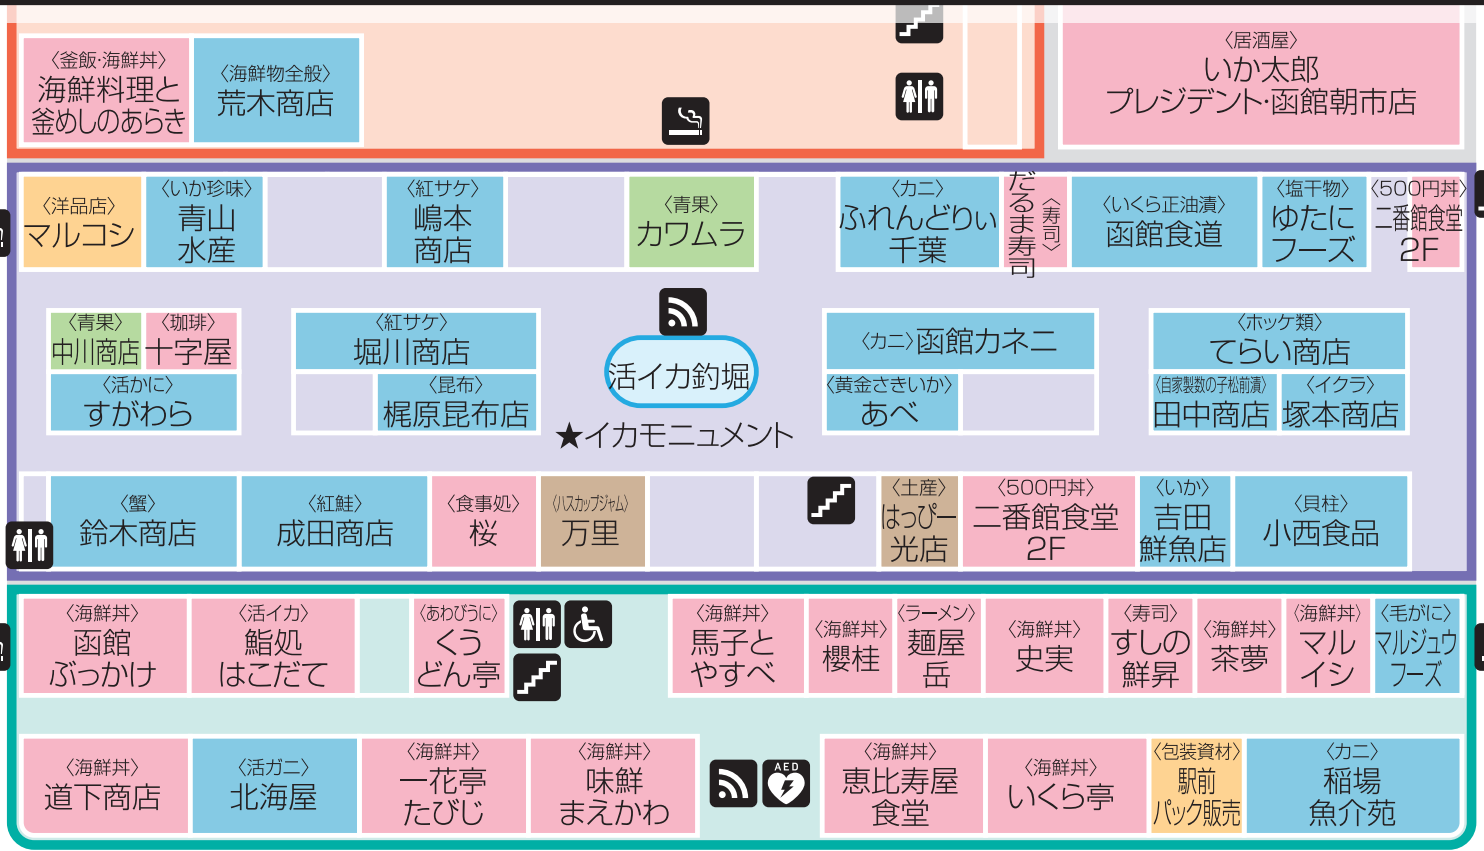 〈釜飯・海鮮丼〉
海鮮料理と
釜めしのあらき
〈海鮮物全般〉
荒木商店
〈居酒屋〉
いか太郎
プレジデント・函館朝市店
〈洋品店〉
マルコシ
〈いか珍味〉
青山
水産
〈紅サケ〉
嶋本
商店
〈青果〉
カワムラ
〈カニ〉
ふれんどりぃ
千葉
〈寿司〉
だるま寿司
〈いくら正油漬〉
函館食道
〈塩干物〉
ゆたに
フーズ
〈500円丼〉
二番館食堂
2F
〈青果〉
中川商店
〈珈琲〉
十字屋
〈活かに〉
すがわら
〈紅サケ〉
堀川商店
〈昆布〉
梶原昆布店
活イカ釣堀
★イカモニュメント
〈カニ〉函館カネニ
〈黄金さきいか〉
あべ
〈ホッケ類〉
てらい商店
〈自家製数の子松前漬〉
田中商店
〈イクラ〉
塚本商店
〈蟹〉
鈴木商店
〈紅鮭〉
成田商店
〈食事処〉
桜
〈ハスカップジャム〉
万里
〈土産〉
はっぴー
光店
〈500円丼〉
二番館食堂
2F
〈いか〉
吉田
鮮魚店
〈貝柱〉
小西食品
〈海鮮丼〉
函館
ぶっかけ
〈活イカ〉
鮨処
はこだて
〈あわびうに〉
くう
どん亭
〈海鮮丼〉
馬子と
やすべ
〈海鮮丼〉
櫻桂
〈ラーメン〉
麺屋
岳
〈海鮮丼〉
史実
〈寿司〉
すしの
鮮昇
〈海鮮丼〉
茶夢
〈海鮮丼〉
マル
イシ
〈毛がに〉
マルジュウ
フーズ
〈海鮮丼〉
道下商店
〈活ガニ〉
北海屋
〈海鮮丼〉
一花亭
たびじ
〈海鮮丼〉
味鮮
まえかわ
AED
〈海鮮丼〉
恵比寿屋
食堂
〈海鮮丼〉
いくら亭
〈包装資材〉
駅前
パック販売
〈カニ〉
稲場
魚介苑